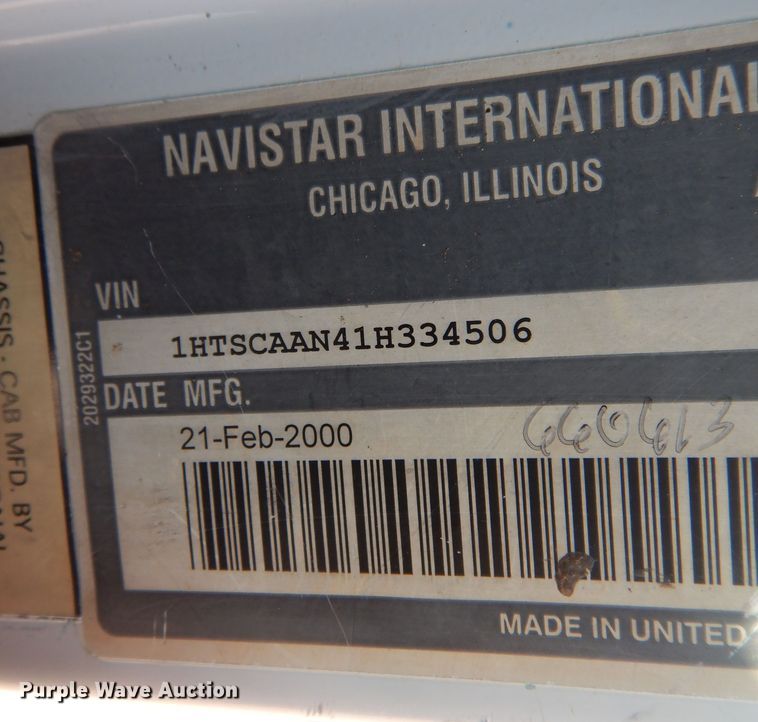 NAVISTAR INTERNATIONAL
CHICAGO, ILLINOIS
VIN
1HTSCAAN41H334506
DATE MFG.
21-Feb-2000
660613
MADE IN UNITED
2029322C1
CHASSIS - CAB MFD. BY
Purple Wave Auction